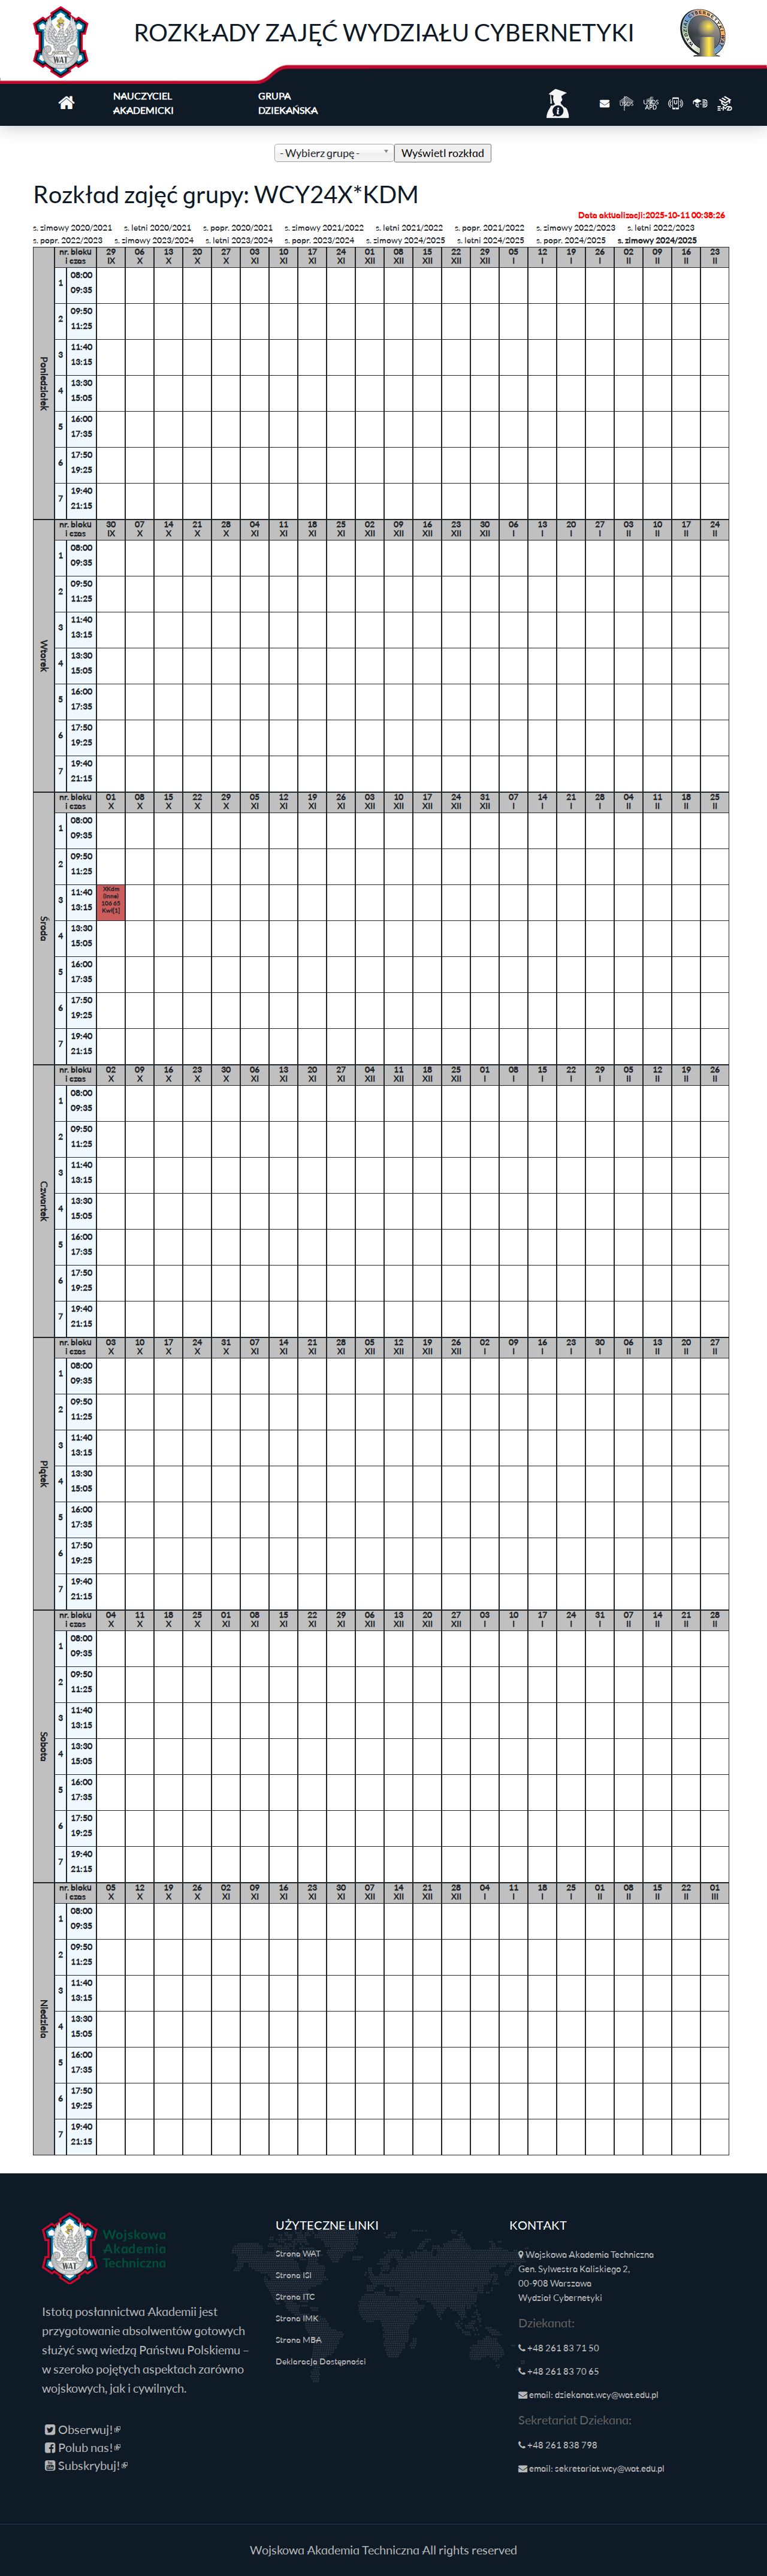 ROZKŁADY ZAJĘĆ WYDZIAŁU CYBERNETYKI
WAT
NAUCZYCIEL AKADEMICKI
GRUPA DZIEKAŃSKA
- Wybierz grupę -
Wyświetl rozkład
Rozkład zajęć grupy: WCY24X*KDM
Data aktualizacji:2025-10-11 00:38:26
s. zimowy 2020/2021 s. letni 2020/2021 s. popr. 2020/2021 s. zimowy 2021/2022 s. letni 2021/2022 s. popr. 2021/2022 s. zimowy 2022/2023 s. letni 2022/2023
s. popr. 2022/2023 s. zimowy 2023/2024 s. letni 2023/2024 s. popr. 2023/2024 s. zimowy 2024/2025 s. letni 2024/2025 s. popr. 2024/2025 s. zimowy 2024/2025
Poniedziałek
nr. bloku 29 06 13 20 27 03 10 17 24 01 08 15 22 29 05 12 19 26 02 09 16 23
i czas IX X X X X XI XI XI XI XII XII XII XII XII I I I I II II II II
1 08:00 09:35
2 09:50 11:25
3 11:40 13:15
4 13:30 15:05
5 16:00 17:35
6 17:50 19:25
7 19:40 21:15
Wtorek
nr. bloku 30 07 14 21 28 04 11 18 25 02 09 16 23 30 06 13 20 27 03 10 17 24
i czas IX X X X X XI XI XI XI XII XII XII XII XII I I I I II II II II
1 08:00 09:35
2 09:50 11:25
3 11:40 13:15
4 13:30 15:05
5 16:00 17:35
6 17:50 19:25
7 19:40 21:15
Środa
nr. bloku 01 08 15 22 29 05 12 19 26 03 10 17 24 31 07 14 21 28 04 11 18 25
i czas X X X X X XI XI XI XI XII XII XII XII XII I I I I II II II II
1 08:00 09:35
2 09:50 11:25
3 11:40 13:15
XKdm
(inne)
106 65
Kwf[1]
4 13:30 15:05
5 16:00 17:35
6 17:50 19:25
7 19:40 21:15
Czwartek
nr. bloku 02 09 16 23 30 06 13 20 27 04 11 18 25 01 08 15 22 29 05 12 19 26
i czas X X X X X XI XI XI XI XII XII XII XII I I I I I II II II II
1 08:00 09:35
2 09:50 11:25
3 11:40 13:15
4 13:30 15:05
5 16:00 17:35
6 17:50 19:25
7 19:40 21:15
Piątek
nr. bloku 03 10 17 24 31 07 14 21 28 05 12 19 26 02 09 16 23 30 06 13 20 27
i czas X X X X X XI XI XI XI XII XII XII XII I I I I I II II II II
1 08:00 09:35
2 09:50 11:25
3 11:40 13:15
4 13:30 15:05
5 16:00 17:35
6 17:50 19:25
7 19:40 21:15
Sobota
nr. bloku 04 11 18 25 01 08 15 22 29 06 13 20 27 03 10 17 24 31 07 14 21 28
i czas X X X X XI XI XI XI XI XII XII XII XII I I I I I II II II II
1 08:00 09:35
2 09:50 11:25
3 11:40 13:15
4 13:30 15:05
5 16:00 17:35
6 17:50 19:25
7 19:40 21:15
Niedziela
nr. bloku 05 12 19 26 02 09 16 23 30 07 14 21 28 04 11 18 25 01 08 15 22 01
i czas X X X X XI XI XI XI XI XII XII XII XII I I I I II II II II III
1 08:00 09:35
2 09:50 11:25
3 11:40 13:15
4 13:30 15:05
5 16:00 17:35
6 17:50 19:25
7 19:40 21:15
WAT
Wojskowa
Akademia
Techniczna
Istotą posłannictwa Akademii jest
przygotowanie absolwentów gotowych
służyć swą wiedzą Państwu Polskiemu –
w szeroko pojętych aspektach zarówno
wojskowych, jak i cywilnych.
Obserwuj!
Polub nas!
Subskrybuj!
UŻYTECZNE LINKI
Strona WAT
Strona ISI
Strona ITC
Strona IMK
Strona MBA
Deklaracja Dostępności
KONTAKT
Wojskowa Akademia Techniczna
Gen. Sylwestra Kaliskiego 2,
00-908 Warszawa
Wydział Cybernetyki
Dziekanat:
+48 261 83 71 50
+48 261 83 70 65
email: dziekanat.wcy@wat.edu.pl
Sekretariat Dziekana:
+48 261 838 798
email: sekretariat.wcy@wat.edu.pl
Wojskowa Akademia Techniczna All rights reserved